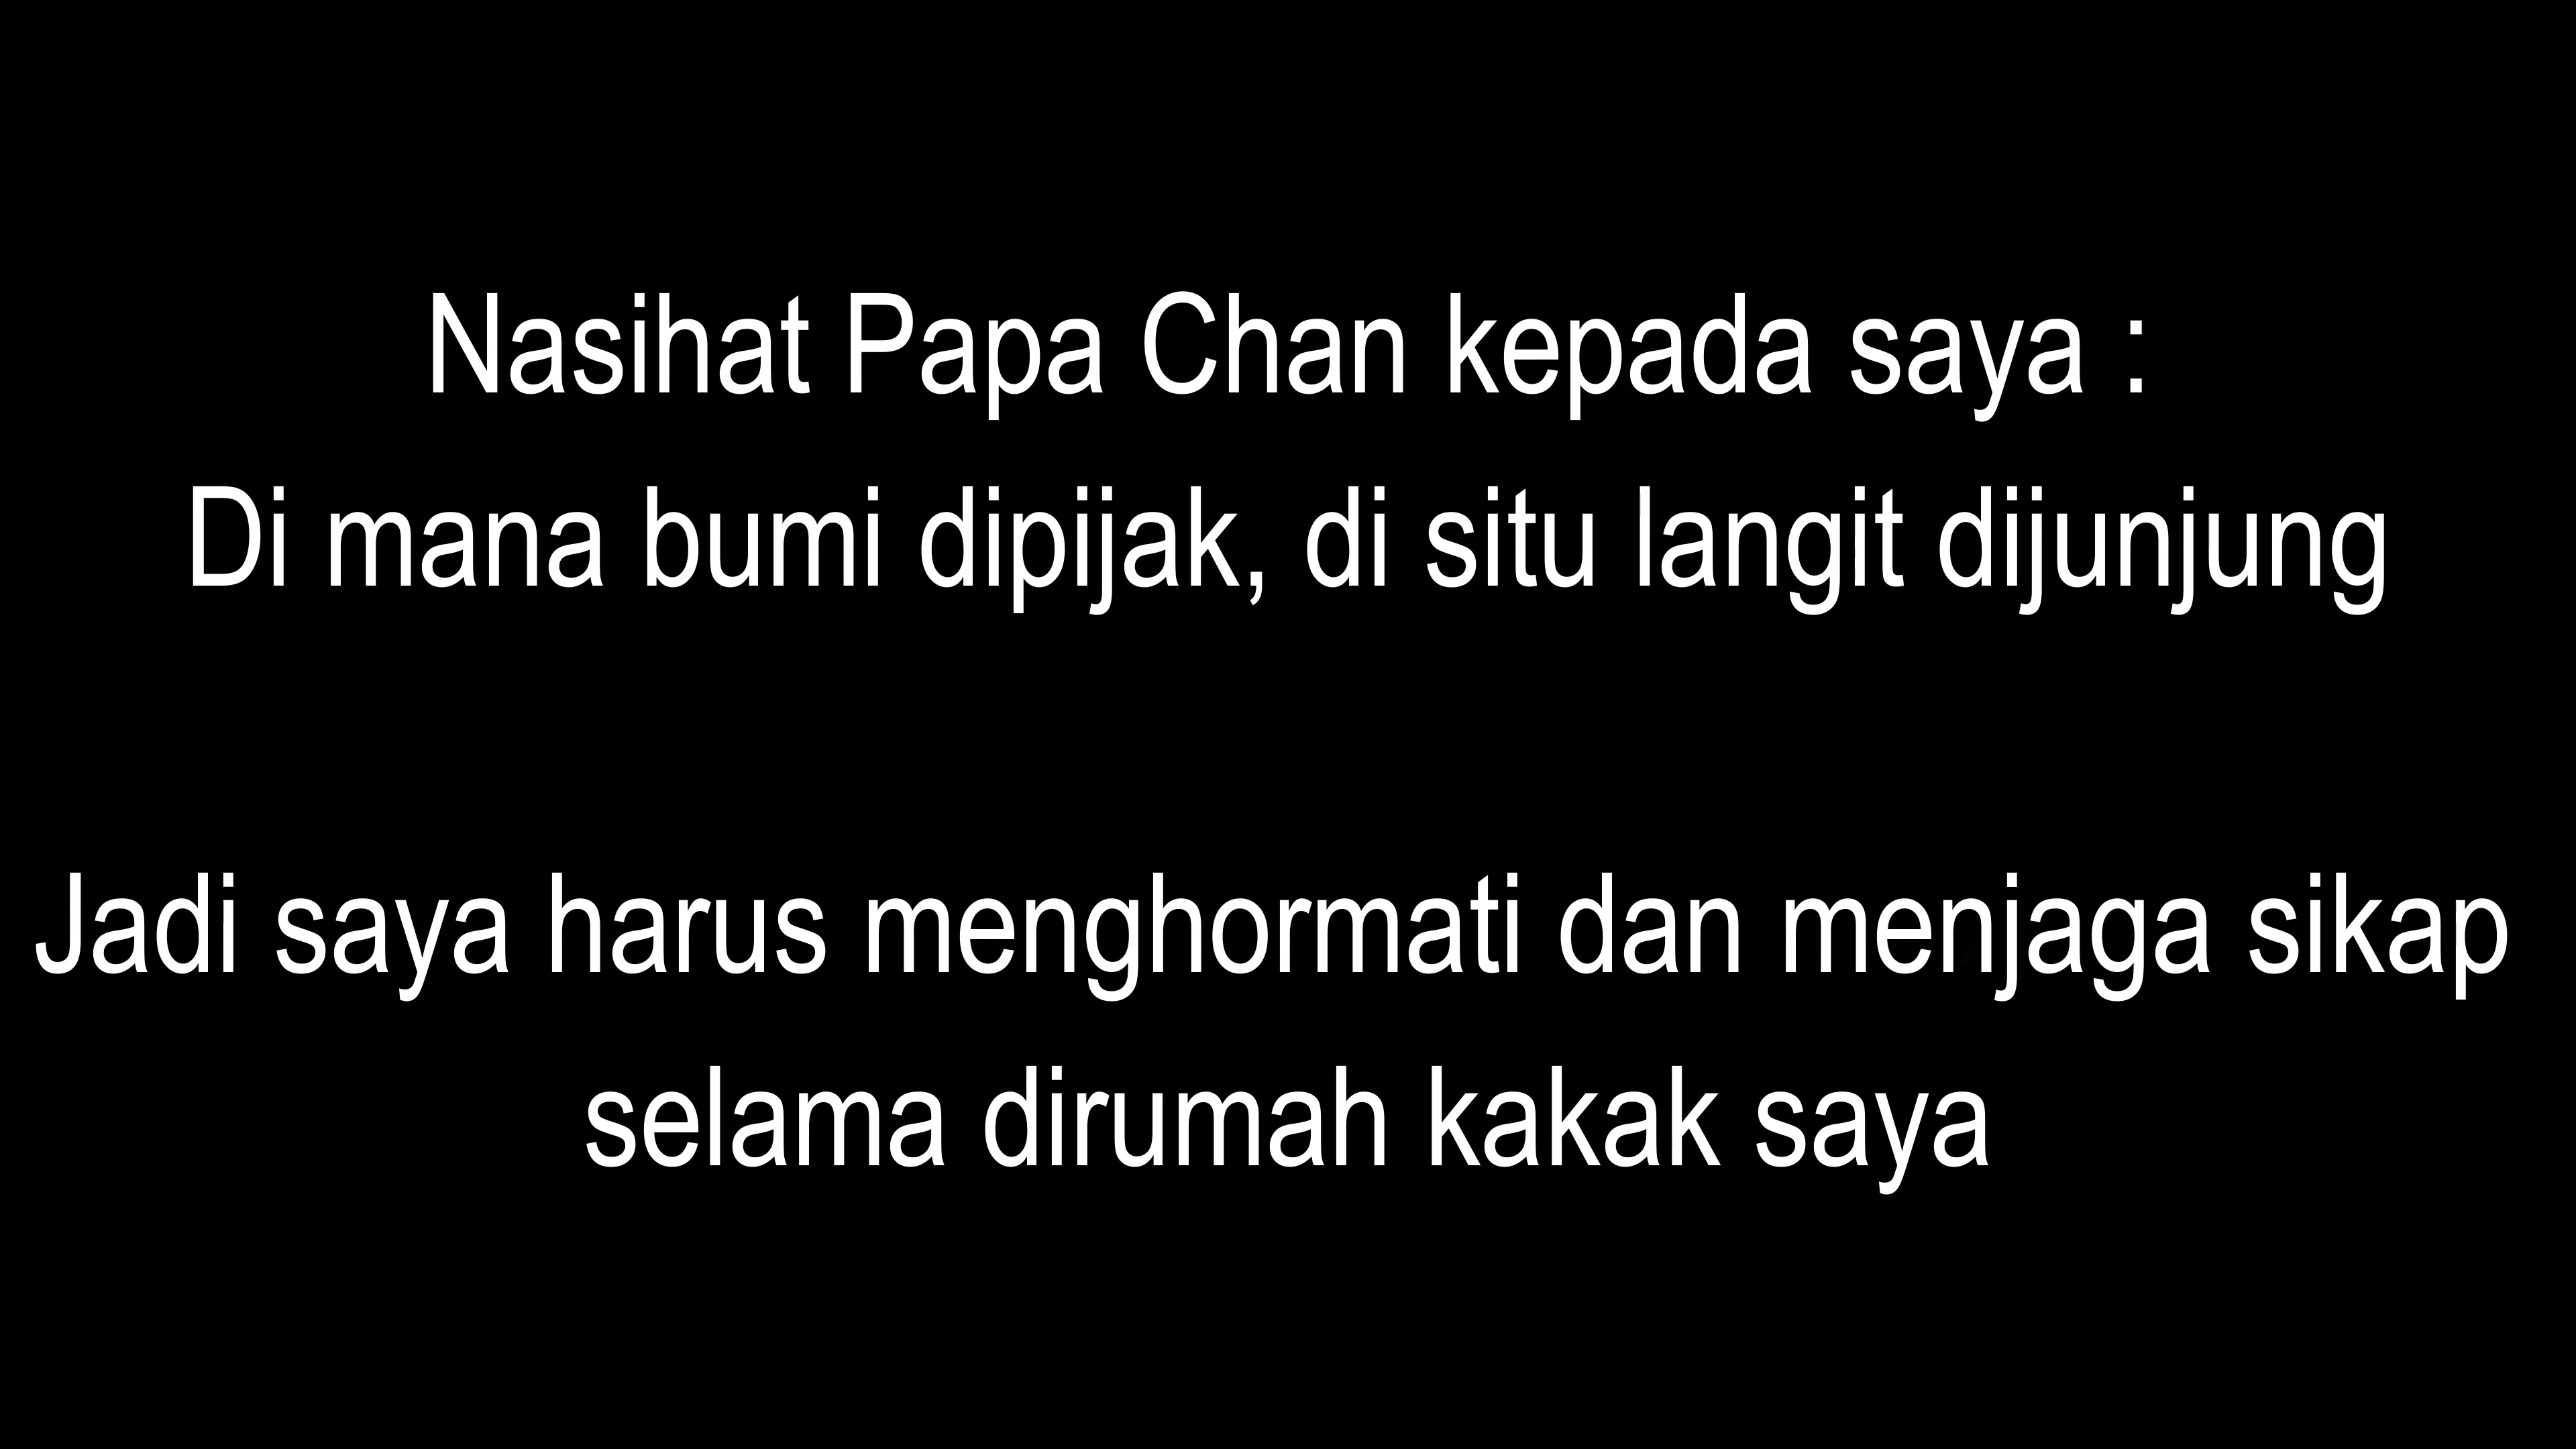 Nasihat Papa Chan kepada saya :
Di mana bumi dipijak, di situ langit dijunjung
Jadi saya harus menghormati dan menjaga sikap
selama dirumah kakak saya